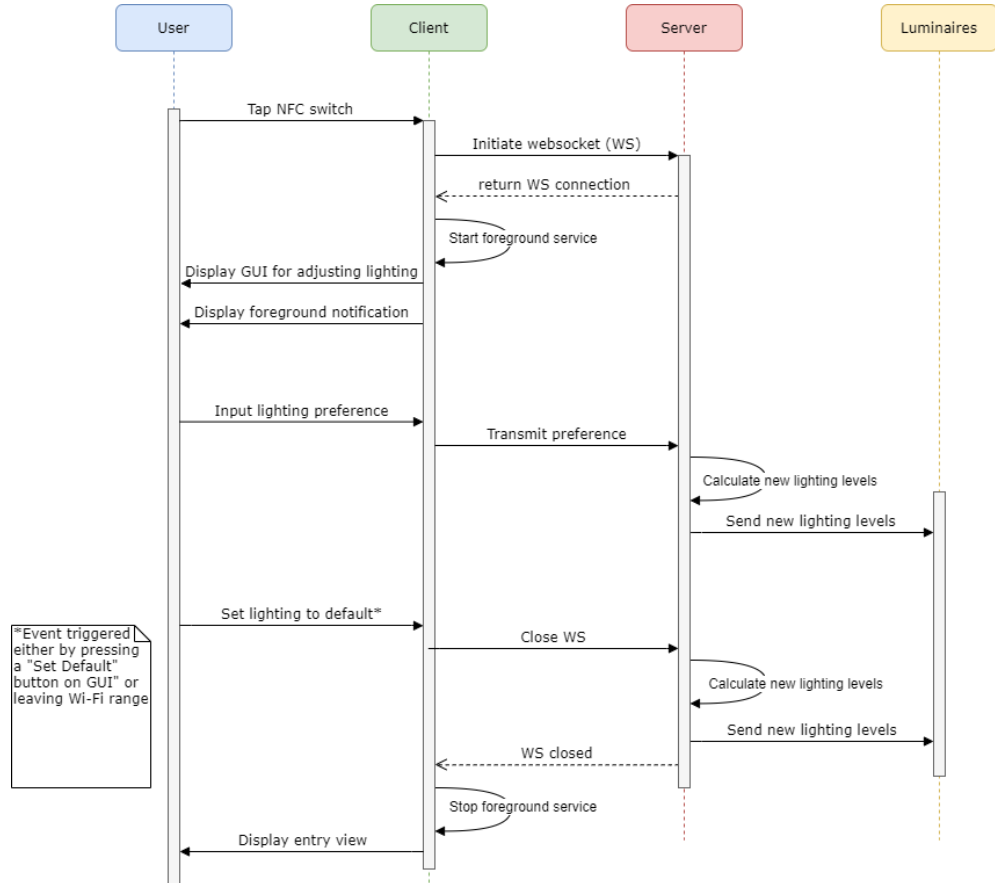 User
Client
Server
Luminaires
Tap NFC switch
Initiate websocket (WS)
return WS connection
Start foreground service
Display GUI for adjusting lighting
Display foreground notification
Input lighting preference
Transmit preference
Calculate new lighting levels
Send new lighting levels
Set lighting to default*
*Event triggered
either by pressing
a "Set Default"
button on GUI" or
leaving Wi-Fi range
Close WS
Calculate new lighting levels
Send new lighting levels
WS closed
Stop foreground service
Display entry view